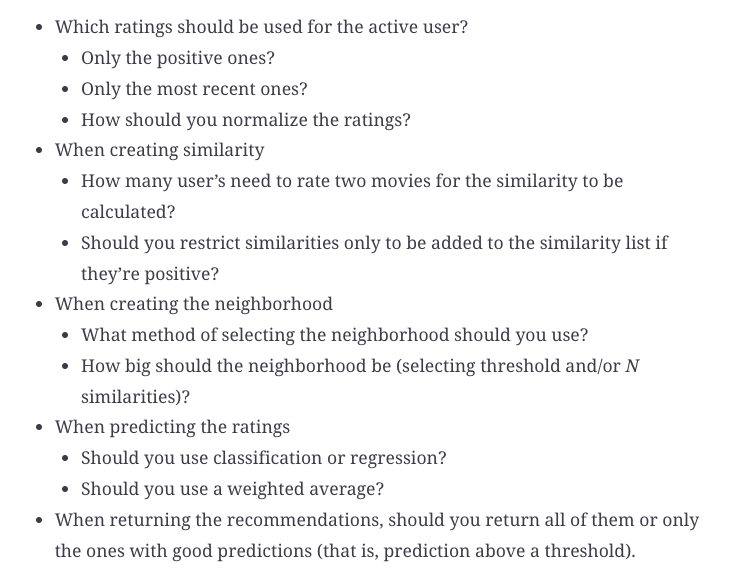 • Which ratings should be used for the active user?
• Only the positive ones?
• Only the most recent ones?
• How should you normalize the ratings?
• When creating similarity
• How many user’s need to rate two movies for the similarity to be
calculated?
• Should you restrict similarities only to be added to the similarity list if
they’re positive?
• When creating the neighborhood
• What method of selecting the neighborhood should you use?
• How big should the neighborhood be (selecting threshold and/or N
similarities)?
• When predicting the ratings
• Should you use classification or regression?
• Should you use a weighted average?
• When returning the recommendations, should you return all of them or only
the ones with good predictions (that is, prediction above a threshold).